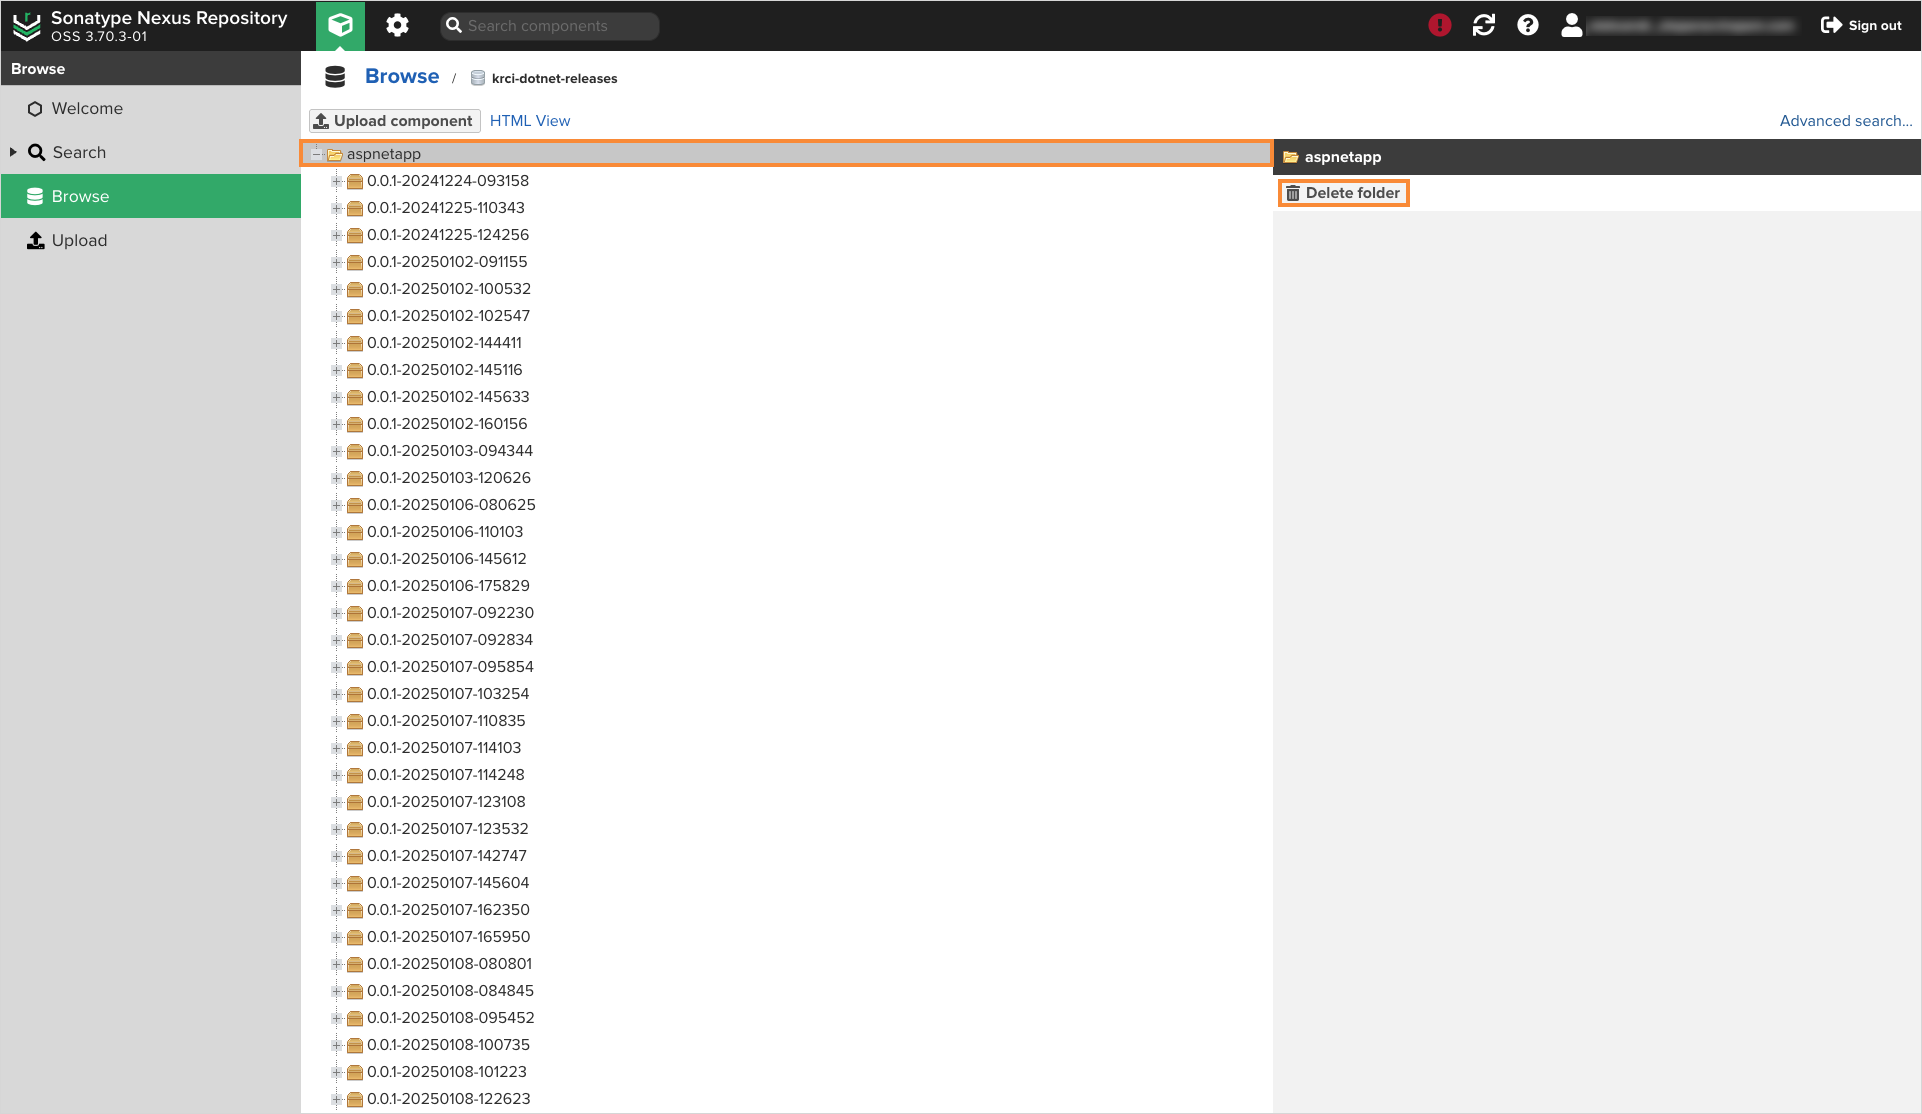 Sonatype Nexus Repository
OSS 3.70.3-01
Search components
Sign out
Browse
Welcome
Search
Browse
Upload
Browse / krci-dotnet-releases
Upload component HTML View Advanced search...
aspnetapp
0.0.1-20241224-093158
0.0.1-20241225-110343
0.0.1-20241225-124256
0.0.1-20250102-091155
0.0.1-20250102-100532
0.0.1-20250102-102547
0.0.1-20250102-144411
0.0.1-20250102-145116
0.0.1-20250102-145633
0.0.1-20250102-160156
0.0.1-20250103-094344
0.0.1-20250103-120626
0.0.1-20250106-080625
0.0.1-20250106-110103
0.0.1-20250106-145612
0.0.1-20250106-175829
0.0.1-20250107-092230
0.0.1-20250107-092834
0.0.1-20250107-095854
0.0.1-20250107-103254
0.0.1-20250107-110835
0.0.1-20250107-114103
0.0.1-20250107-114248
0.0.1-20250107-123108
0.0.1-20250107-123532
0.0.1-20250107-142747
0.0.1-20250107-145604
0.0.1-20250107-162350
0.0.1-20250107-165950
0.0.1-20250108-080801
0.0.1-20250108-084845
0.0.1-20250108-095452
0.0.1-20250108-100735
0.0.1-20250108-101223
0.0.1-20250108-122623
aspnetapp
Delete folder